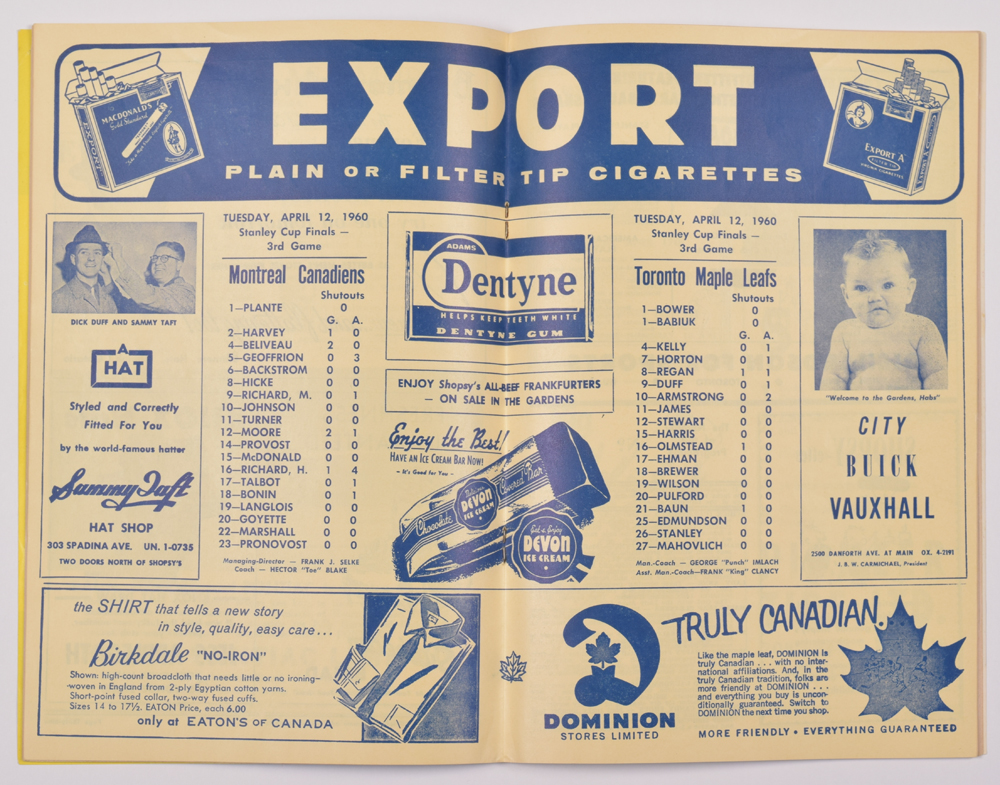 EXPORT
PLAIN OR FILTER TIP CIGARETTES
MACDONALD'S
Gold Standard
EXPORT
EXPORT "A"
FILTER TIP
MACDONALD'S CIGARETTES
DICK DUFF AND SAMMY TAFT
A
HAT
Styled and Correctly
Fitted For You
by the world-famous hatter
Sammy Taft
HAT SHOP
303 SPADINA AVE. UN. 1-0735
TWO DOORS NORTH OF SHOPSY'S
TUESDAY, APRIL 12, 1960
Stanley Cup Finals —
3rd Game
Montreal Canadiens
Shutouts
1—PLANTE 0
G. A.
2—HARVEY 1 0
4—BELIVEAU 2 0
5—GEOFFRION 0 3
6—BACKSTROM 0 0
8—HICKE 0 0
9—RICHARD, M. 0 1
10—JOHNSON 0 0
11—TURNER 0 1
12—MOORE 2 1
14—PROVOST 0 0
15—McDONALD 0 0
16—RICHARD, H. 1 4
17—TALBOT 0 1
18—BONIN 0 1
19—LANGLOIS 0 1
20—GOYETTE 0 0
22—MARSHALL 0 0
23—PRONOVOST 0 0
Managing-Director — FRANK J. SELKE
Coach — HECTOR "Toe" BLAKE
ADAMS
Dentyne
HELPS KEEP TEETH WHITE
DENTYNE GUM
ENJOY Shopsy's ALL-BEEF FRANKFURTERS
— ON SALE IN THE GARDENS
Enjoy the Best!
HAVE AN ICE CREAM BAR NOW!
- It's Good for You -
Chocolate
DEVON
ICE CREAM
Covered Bar
Eat & Enjoy
DEVON
ICE CREAM
TUESDAY, APRIL 12, 1960
Stanley Cup Finals —
3rd Game
Toronto Maple Leafs
Shutouts
1—BOWER 0
1—BABIUK 0
G. A.
4—KELLY 0 1
7—HORTON 0 1
8—REGAN 1 1
9—DUFF 0 1
10—ARMSTRONG 0 2
11—JAMES 0 0
12—STEWART 0 0
15—HARRIS 0 0
16—OLMSTEAD 1 0
17—EHMAN 0 0
18—BREWER 0 0
19—WILSON 0 0
20—PULFORD 0 0
21—BAUN 1 0
25—EDMUNDSON 0 0
26—STANLEY 0 0
27—MAHOVLICH 0 0
Man.-Coach — GEORGE "Punch" IMLACH
Asst. Man.-Coach—FRANK "King" CLANCY
"Welcome to the Gardens, Habs"
CITY
BUICK
VAUXHALL
2500 DANFORTH AVE. AT MAIN OX. 4-2191
J. B. W. CARMICHAEL, President
the SHIRT that tells a new story
in style, quality, easy care...
Birkdale "NO-IRON"
Shown: high-count broadcloth that needs little or no ironing—
woven in England from 2-ply Egyptian cotton yarns.
Short-point fused collar, two-way fused cuffs.
Sizes 14 to 17½. EATON Price, each 6.00
only at EATON'S OF CANADA
DOMINION
STORES LIMITED
TRULY CANADIAN.
Like the maple leaf, DOMINION is
truly Canadian . . . with no inter-
national affiliations. And, in the
truly Canadian tradition, folks are
more friendly at DOMINION . . .
and everything you buy is uncon-
ditionally guaranteed. Switch to
DOMINION the next time you shop.
MORE FRIENDLY • EVERYTHING GUARANTEED